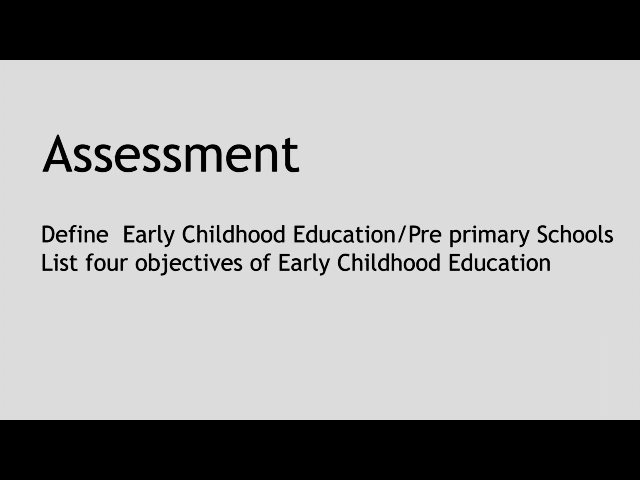 Assessment
Define  Early Childhood Education/Pre primary Schools
List four objectives of Early Childhood Education